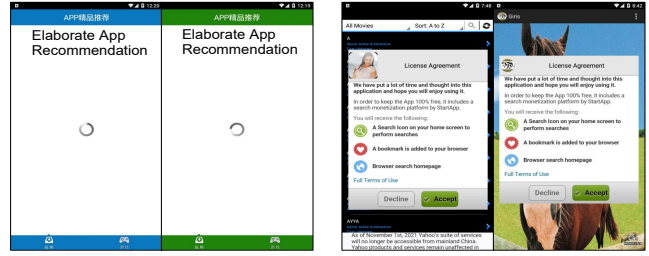 12:20
APP精品推荐
Elaborate App
Recommendation
应用
游戏
12:19
APP精品推荐
Elaborate App
Recommendation
应用
游戏
7:48
All Movies
Sort: A to Z
A
License Agreement
We have put a lot of time and thought into this
application and hope you will enjoy using it.
In order to keep the App 100% free, it includes a
search monetization platform by StartApp.
You will receive the following:
A Search Icon on your home screen to
perform searches
A bookmark is added to your browser
Browser search homepage
Full Terms of Use
Decline
Accept
AYYA
As of November 1st, 2021 Yahoo's suite of services
will no longer be accessible from mainland China.
Yahoo products and services remain unaffected in
8:42
Girls
License Agreement
We have put a lot of time and thought into this
application and hope you will enjoy using it.
In order to keep the App 100% free, it includes a
search monetization platform by StartApp.
You will receive the following:
A Search Icon on your home screen to
perform searches
A bookmark is added to your browser
Browser search homepage
Full Terms of Use
Decline
Accept